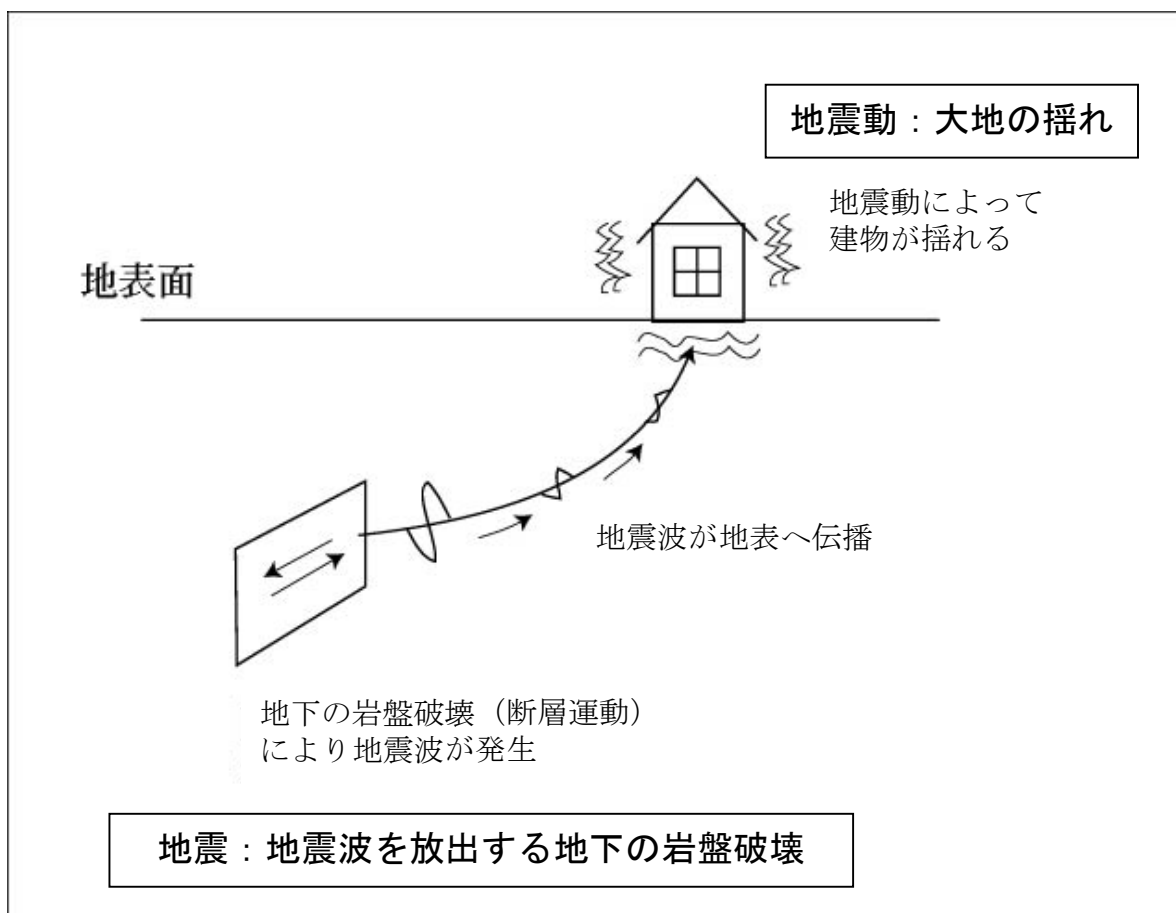 地震動：大地の揺れ
地震動によって
建物が揺れる
地表面
地震波が地表へ伝播
地下の岩盤破壊（断層運動）
により地震波が発生
地震：地震波を放出する地下の岩盤破壊